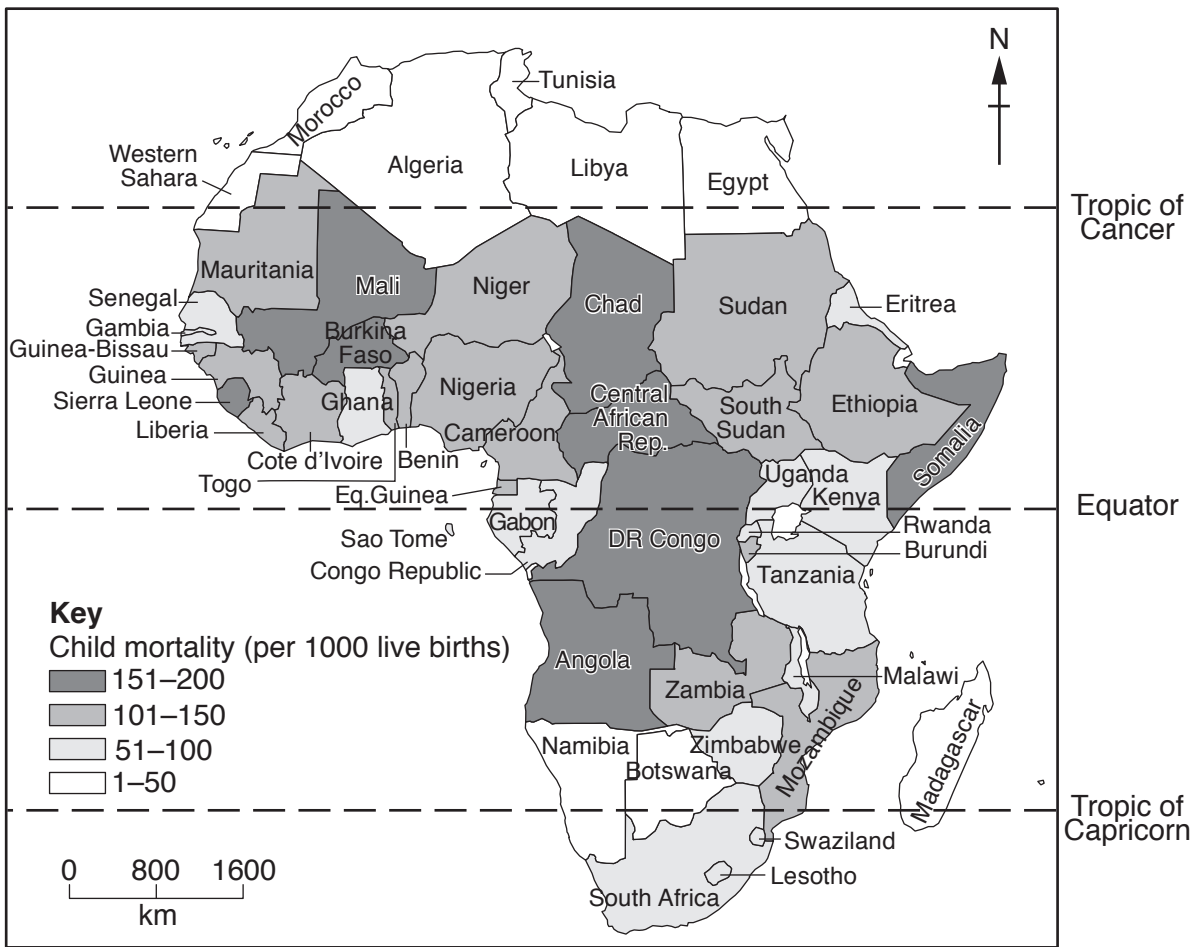 N
Tunisia
Morocco
Western
Sahara
Algeria
Libya
Egypt
Tropic of
Cancer
Mauritania
Mali
Niger
Chad
Sudan
Eritrea
Senegal
Gambia
Guinea-Bissau
Guinea
Sierra Leone
Liberia
Burkina
Faso
Ghana
Nigeria
Cameroon
Central
African
Rep.
South
Sudan
Ethiopia
Somalia
Cote d’Ivoire
Benin
Togo
Eq.Guinea
Uganda
Kenya
Equator
Gabon
Sao Tome
Congo Republic
DR Congo
Rwanda
Burundi
Tanzania
Key
Child mortality (per 1000 live births)
151–200
101–150
51–100
1–50
Angola
Zambia
Malawi
Mozambique
Namibia
Zimbabwe
Botswana
Madagascar
Tropic of
Capricorn
Swaziland
Lesotho
South Africa
0 800 1600
km